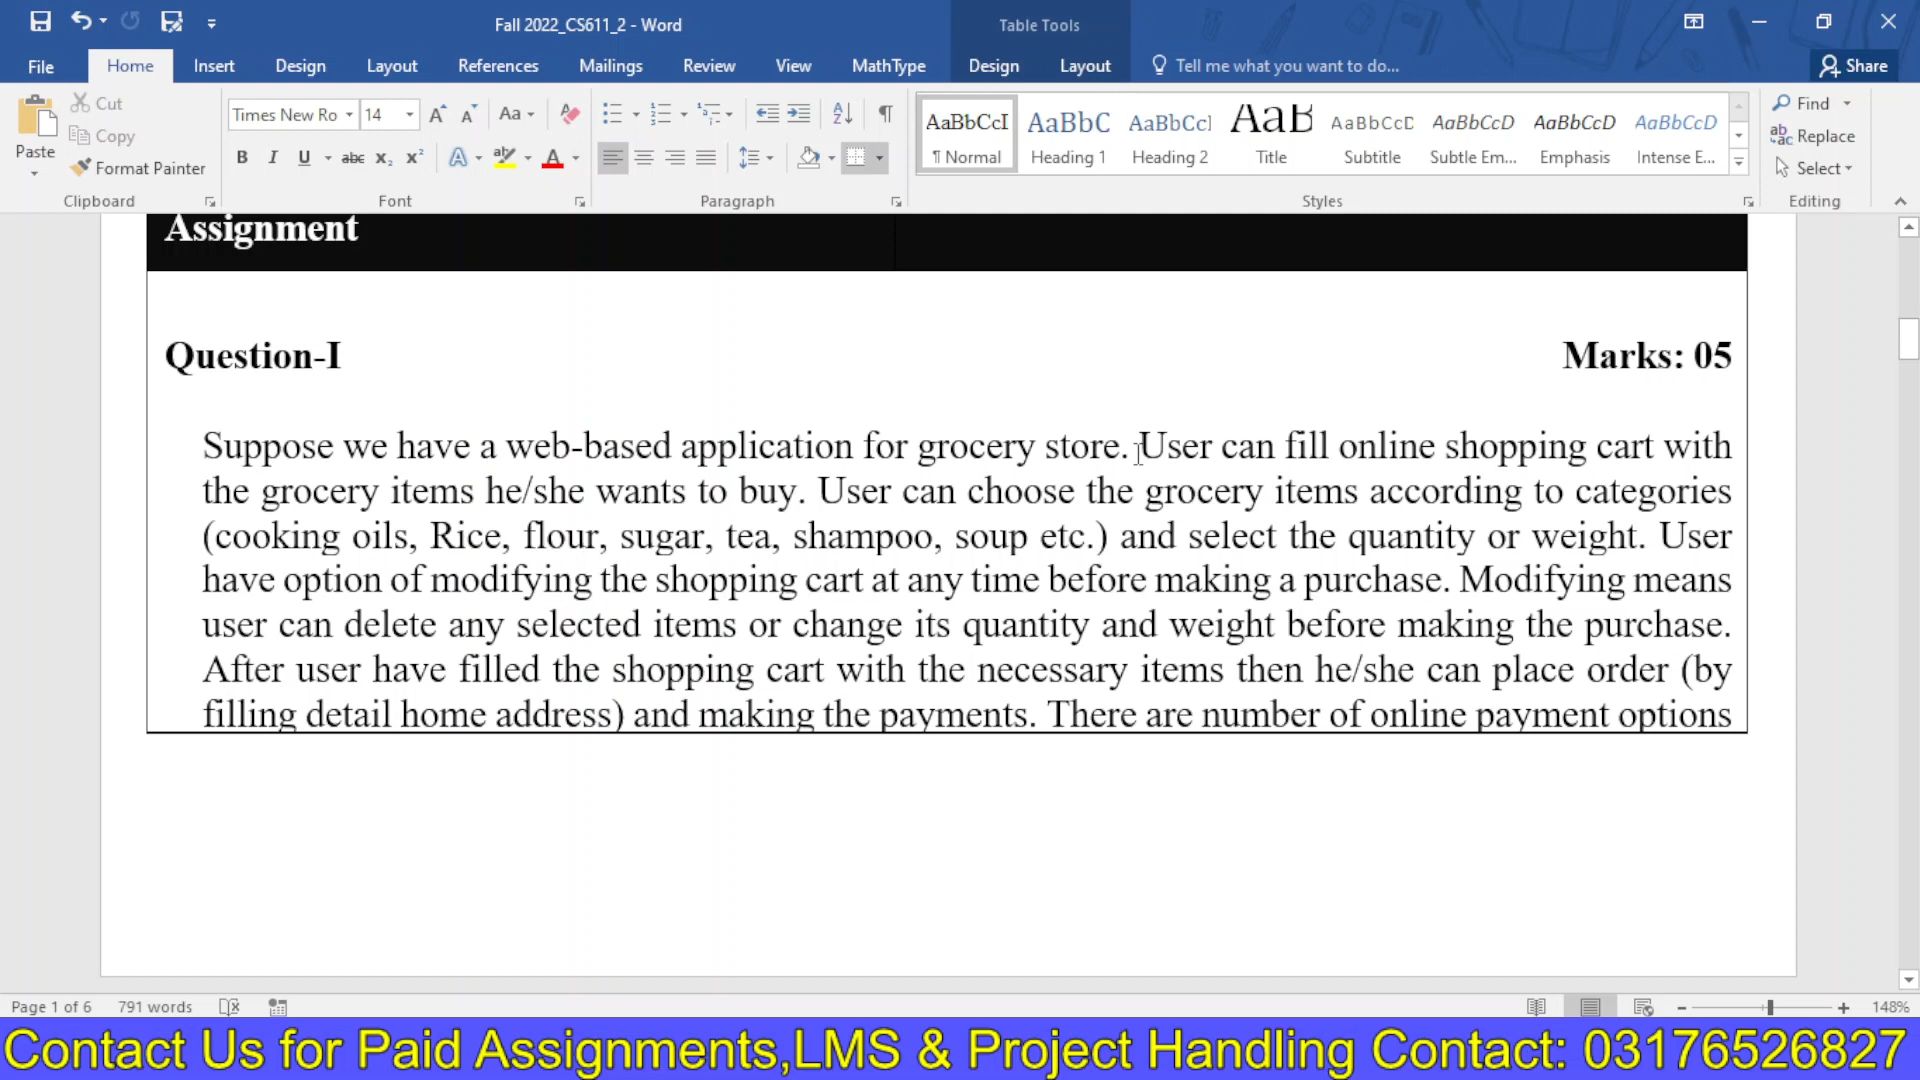 Fall 2022_CS611_2 - Word
Table Tools
File
Home
Insert
Design
Layout
References
Mailings
Review
View
MathType
Design
Layout
Tell me what you want to do...
Share
Paste
Cut
Copy
Format Painter
Clipboard
Times New Ro
14
Aa
Font
Paragraph
AaBbCcI
¶ Normal
AaBbC
Heading 1
AaBbCcI
Heading 2
AaB
Title
AaBbCcD
Subtitle
AaBbCcD
Subtle Em...
AaBbCcD
Emphasis
AaBbCcD
Intense E...
Styles
Find
Replace
Select
Editing
Assignment
Question-I Marks: 05
Suppose we have a web-based application for grocery store. User can fill online shopping cart with
the grocery items he/she wants to buy. User can choose the grocery items according to categories
(cooking oils, Rice, flour, sugar, tea, shampoo, soup etc.) and select the quantity or weight. User
have option of modifying the shopping cart at any time before making a purchase. Modifying means
user can delete any selected items or change its quantity and weight before making the purchase.
After user have filled the shopping cart with the necessary items then he/she can place order (by
filling detail home address) and making the payments. There are number of online payment options
Page 1 of 6
791 words
148%
Contact Us for Paid Assignments,LMS & Project Handling Contact: 03176526827